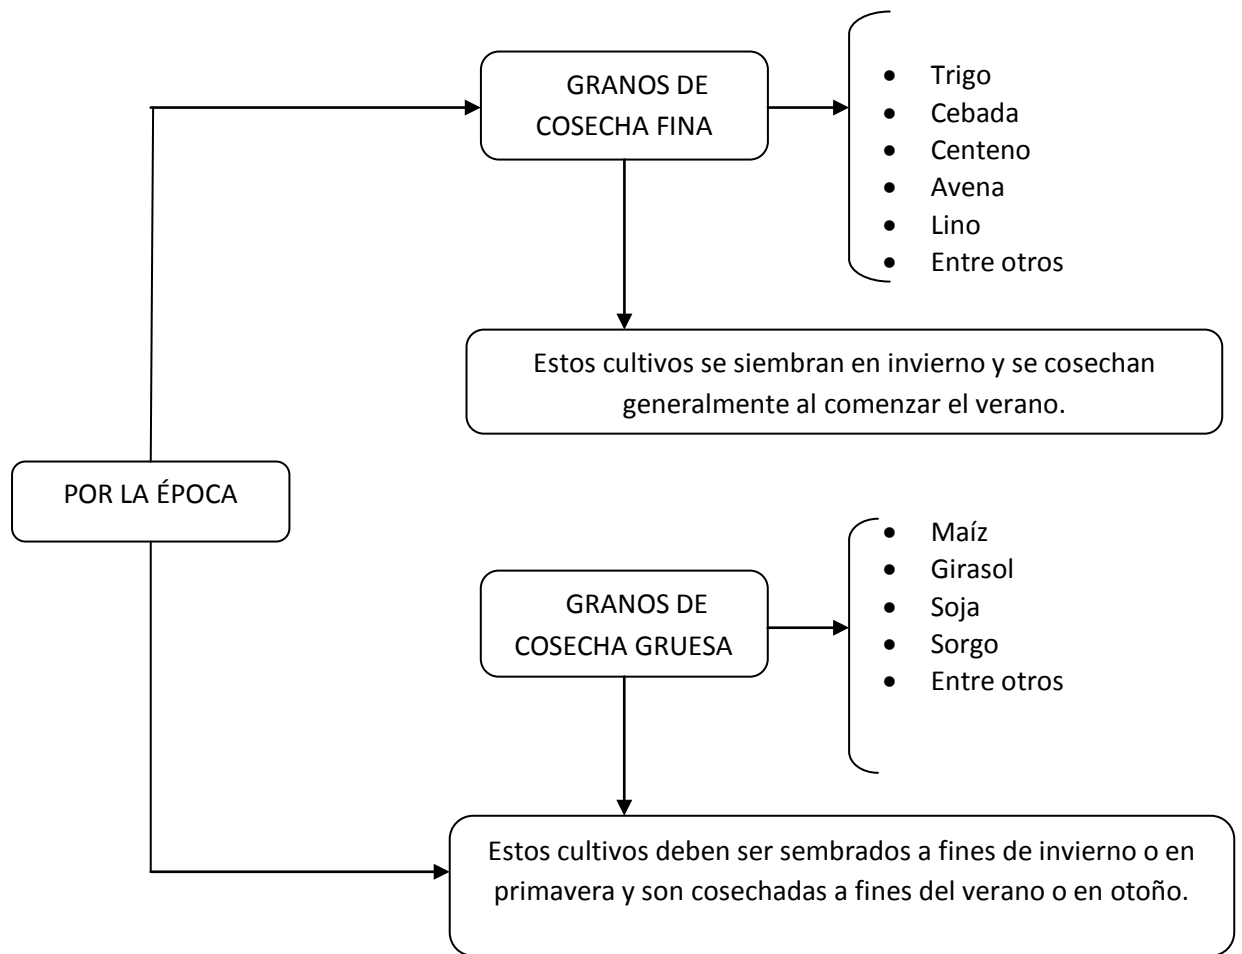 GRANOS DE
COSECHA FINA
• Trigo
• Cebada
• Centeno
• Avena
• Lino
• Entre otros
Estos cultivos se siembran en invierno y se cosechan
generalmente al comenzar el verano.
POR LA ÉPOCA
GRANOS DE
COSECHA GRUESA
• Maíz
• Girasol
• Soja
• Sorgo
• Entre otros
Estos cultivos deben ser sembrados a fines de invierno o en
primavera y son cosechadas a fines del verano o en otoño.